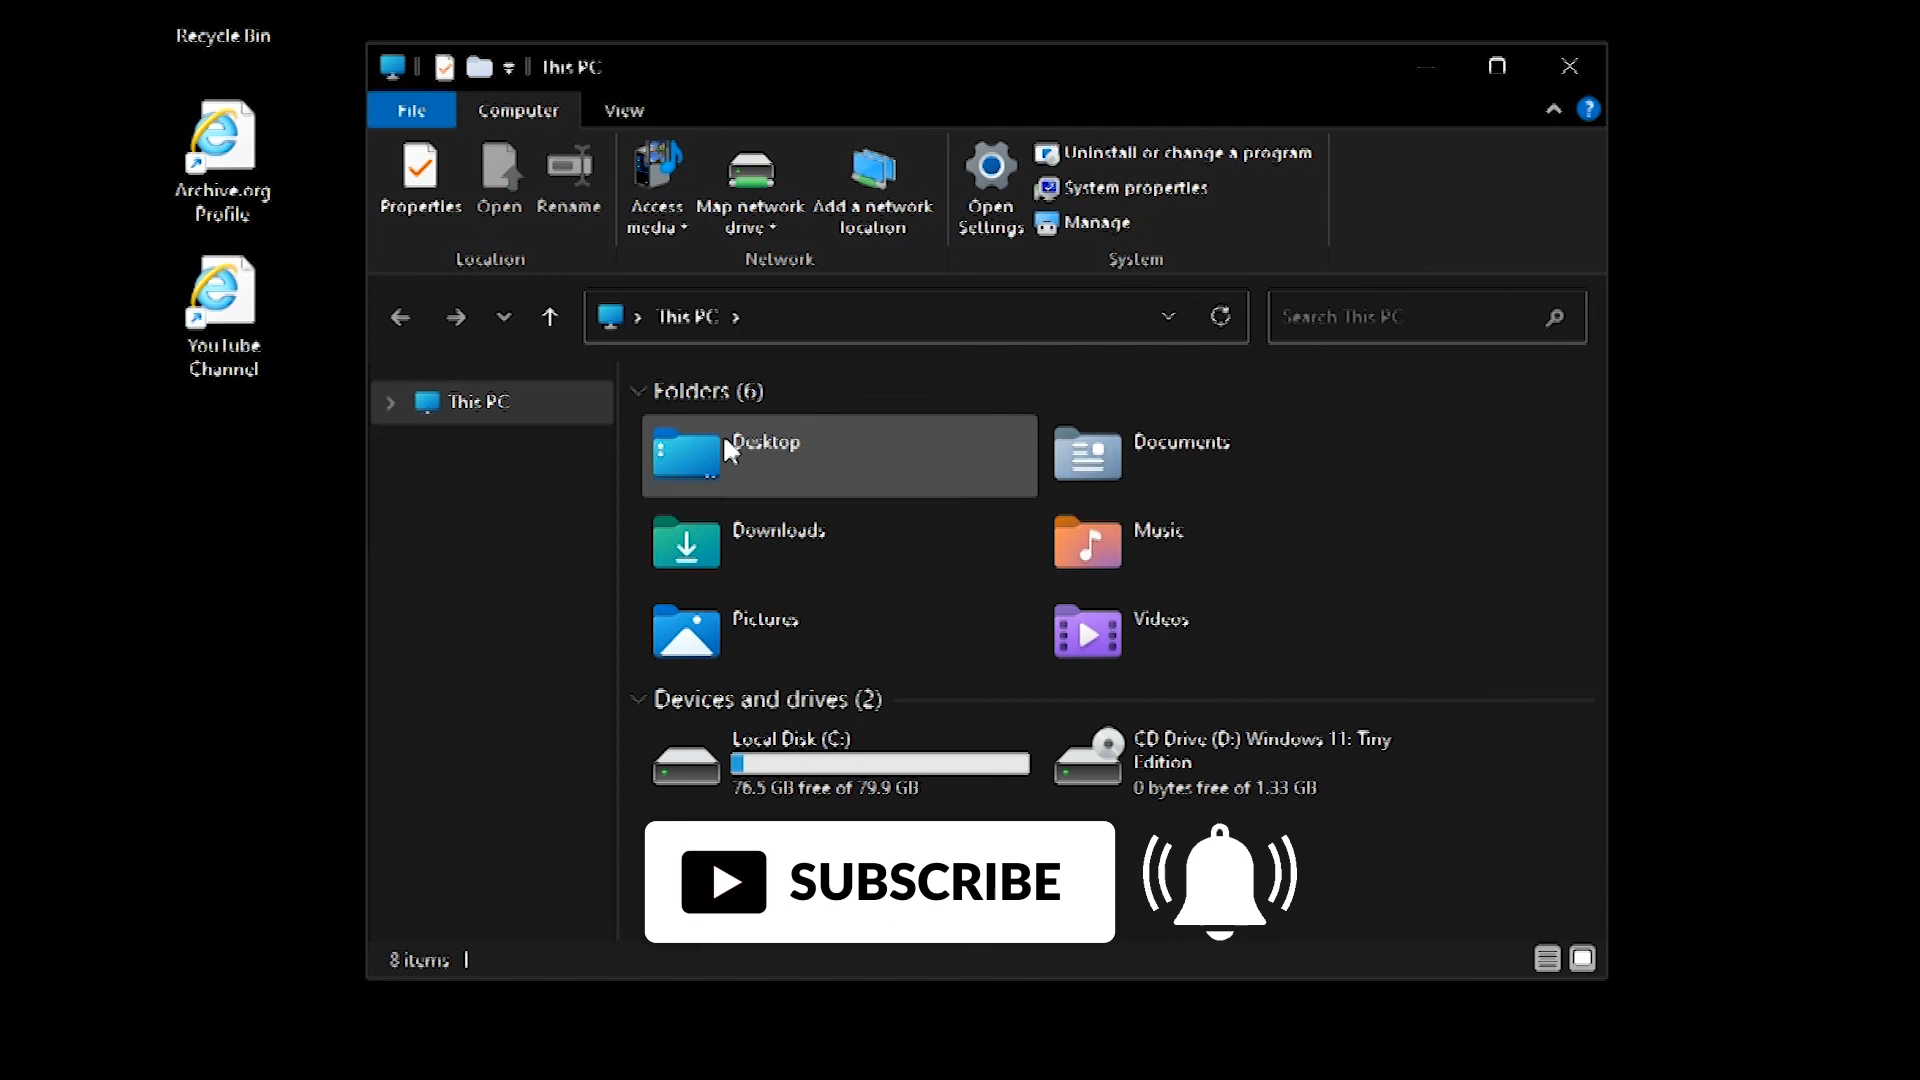 Recycle Bin
Archive.org
Profile
YouTube
Channel
This PC
File
Computer
View
Properties
Open
Rename
Access
media
Map network
drive
Add a network
location
Open
Settings
Uninstall or change a program
System properties
Manage
Location
Network
System
This PC
Search This PC
This PC
Folders (6)
Desktop
Documents
Downloads
Music
Pictures
Videos
Devices and drives (2)
Local Disk (C:)
76.5 GB free of 79.9 GB
CD Drive (D:) Windows 11: Tiny
Edition
0 bytes free of 1.33 GB
SUBSCRIBE
8 items